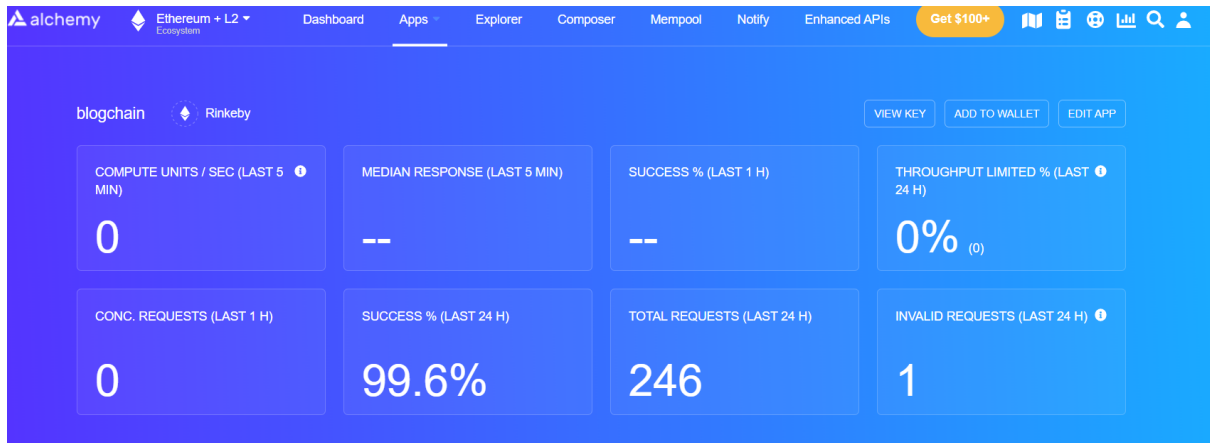 alchemy
Ethereum + L2
Ecosystem
Dashboard
Apps
Explorer
Composer
Mempool
Notify
Enhanced APIs
Get $100+
blogchain
Rinkeby
VIEW KEY
ADD TO WALLET
EDIT APP
COMPUTE UNITS / SEC (LAST 5
MIN)
0
MEDIAN RESPONSE (LAST 5 MIN)
--
SUCCESS % (LAST 1 H)
--
THROUGHPUT LIMITED % (LAST
24 H)
0% (0)
CONC. REQUESTS (LAST 1 H)
0
SUCCESS % (LAST 24 H)
99.6%
TOTAL REQUESTS (LAST 24 H)
246
INVALID REQUESTS (LAST 24 H)
1